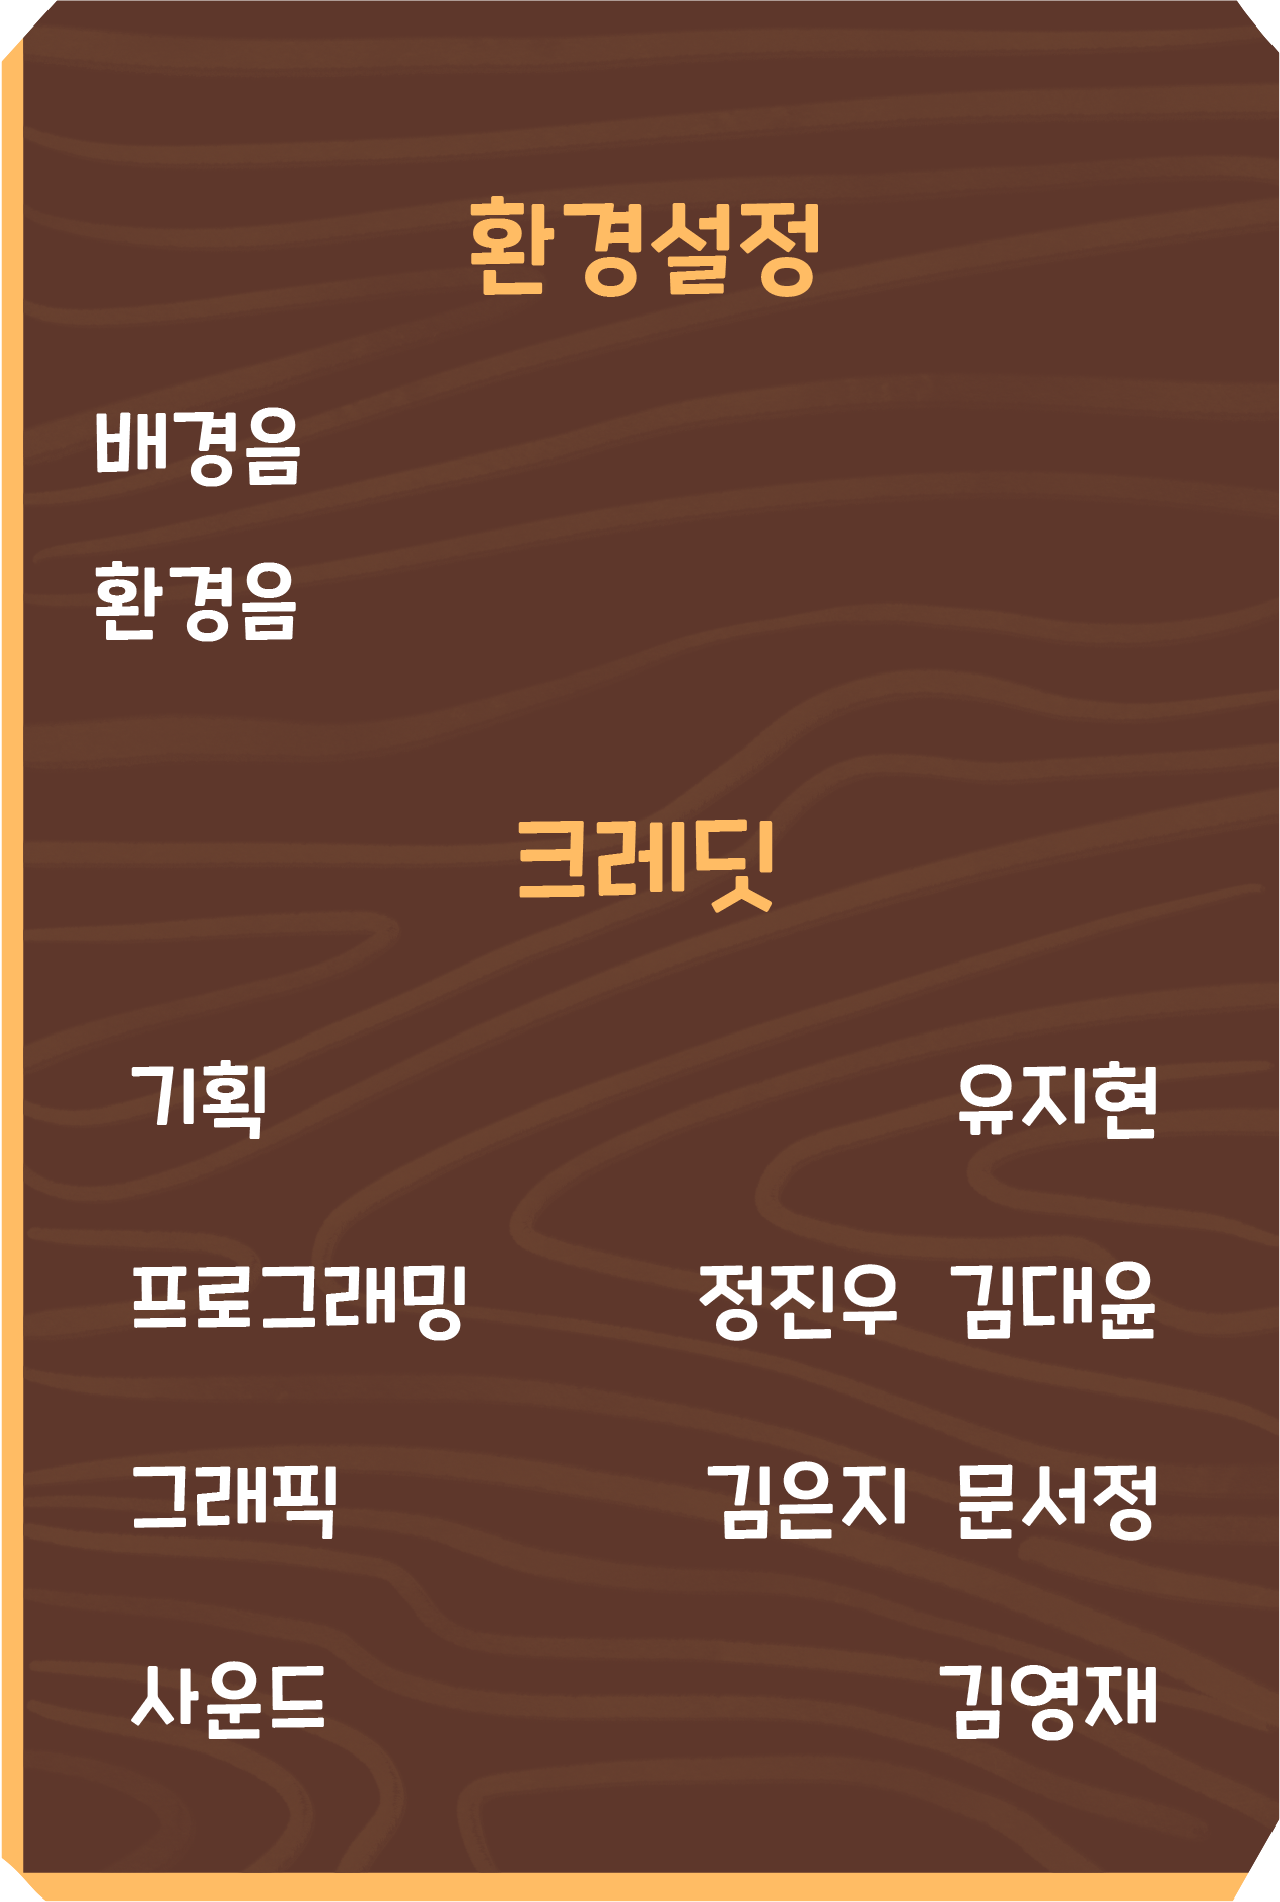 환경설정
배경음
환경음
크레딧
기획 유지현
프로그래밍 정진우 김대윤
그래픽 김은지 문서정
사운드 김영재